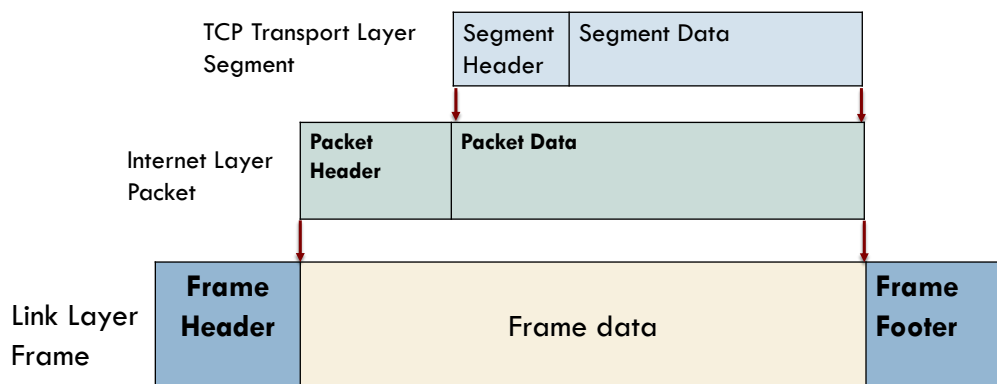 TCP Transport Layer
Segment
Segment
Header
Segment Data
Internet Layer
Packet
Packet
Header
Packet Data
Link Layer
Frame
Frame
Header
Frame data
Frame
Footer